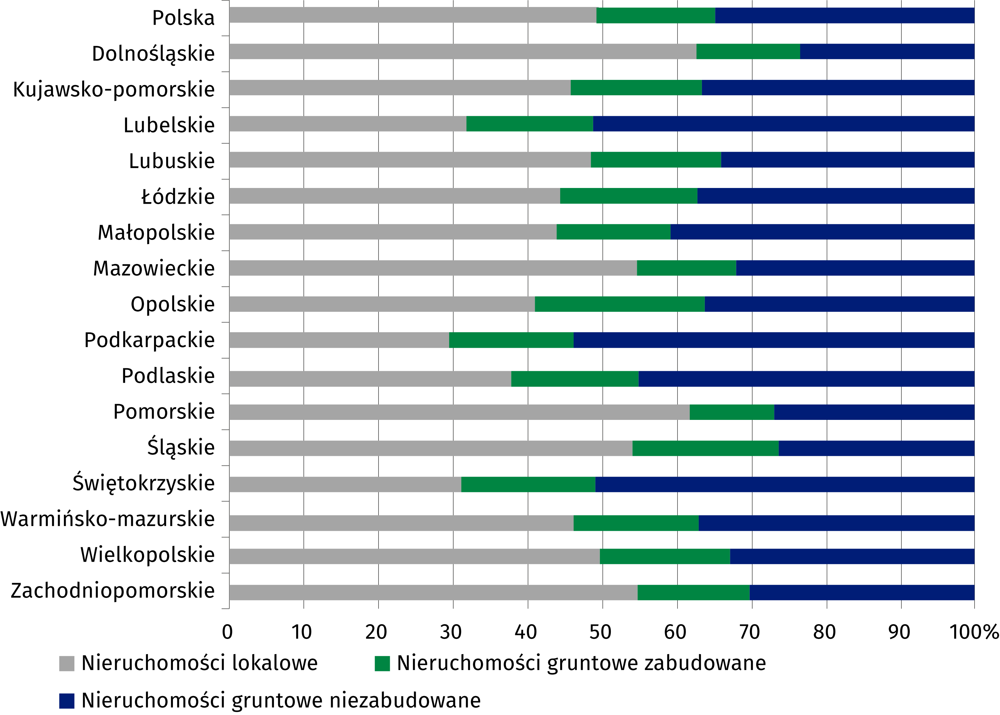 Polska
Dolnośląskie
Kujawsko-pomorskie
Lubelskie
Lubuskie
Łódzkie
Małopolskie
Mazowieckie
Opolskie
Podkarpackie
Podlaskie
Pomorskie
Śląskie
Świętokrzyskie
Warmińsko-mazurskie
Wielkopolskie
Zachodniopomorskie
0 10 20 30 40 50 60 70 80 90 100%
Nieruchomości lokalowe Nieruchomości gruntowe zabudowane
Nieruchomości gruntowe niezabudowane